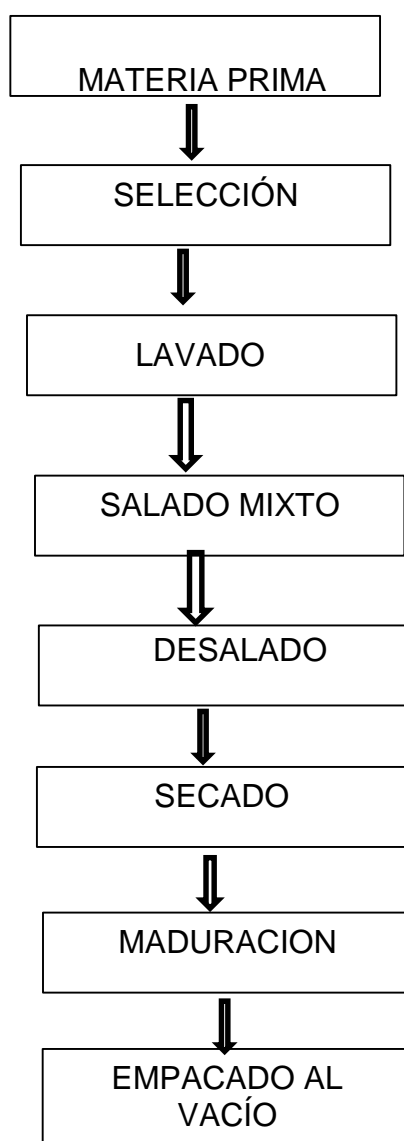 MATERIA PRIMA
SELECCIÓN
LAVADO
SALADO MIXTO
DESALADO
SECADO
MADURACION
EMPACADO AL
VACÍO